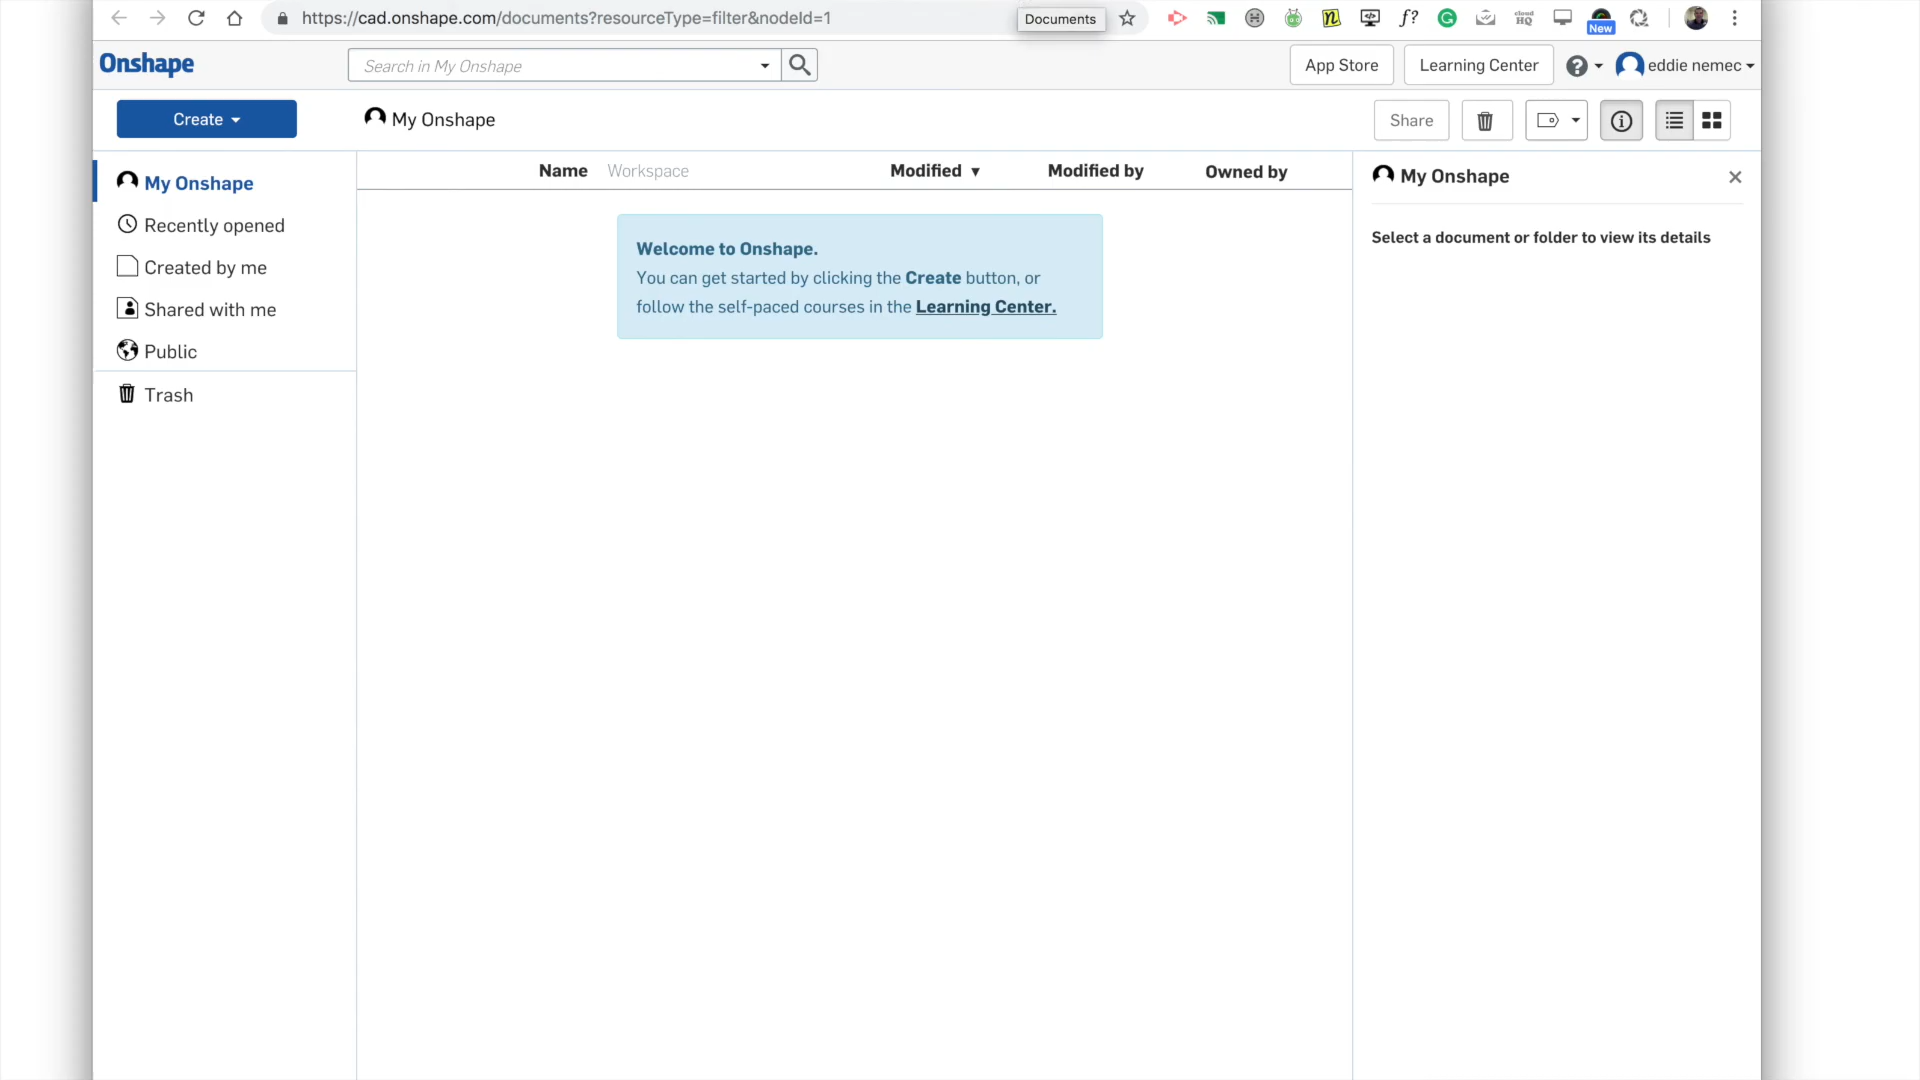 https://cad.onshape.com/documents?resourceType=filter&nodeId=1
Documents
n
f?
G
cloud HQ
New
Onshape
Search in My Onshape
App Store
Learning Center
?
eddie nemec
Create
My Onshape
Share
My Onshape
Recently opened
Created by me
Shared with me
Public
Trash
Name Workspace Modified ▼ Modified by Owned by
Welcome to Onshape.
You can get started by clicking the Create button, or
follow the self-paced courses in the Learning Center.
My Onshape
Select a document or folder to view its details